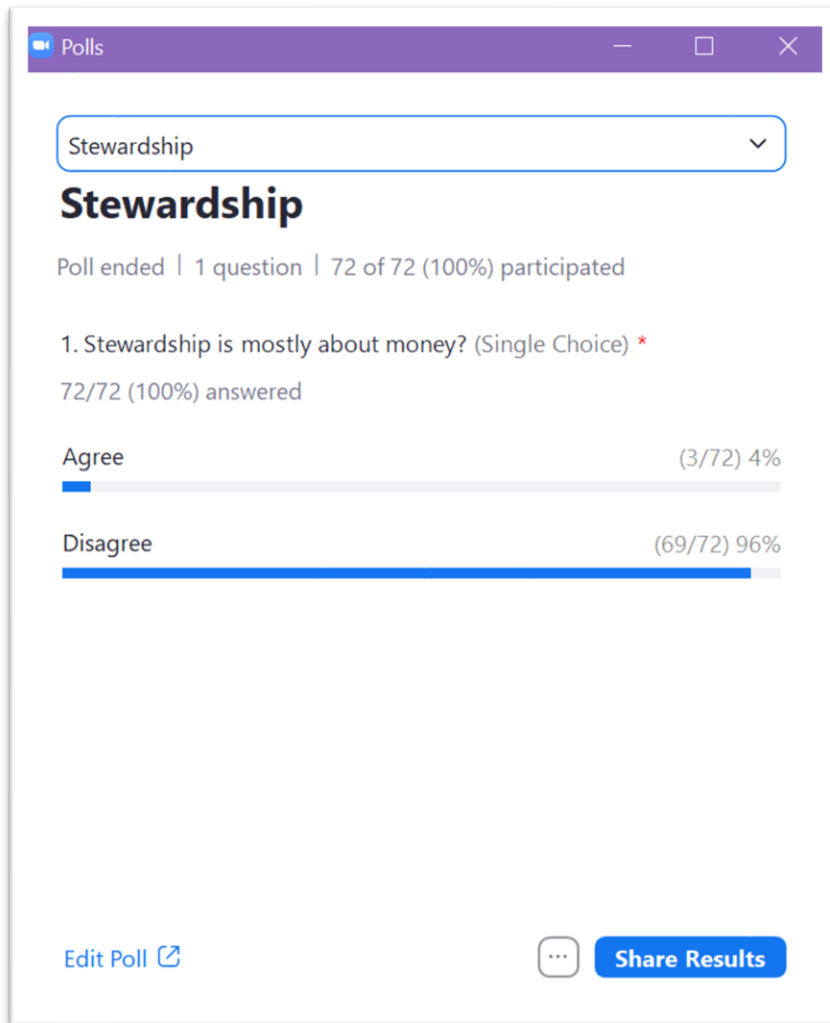 Polls
Stewardship
Stewardship
Poll ended | 1 question | 72 of 72 (100%) participated
1. Stewardship is mostly about money? (Single Choice) *
72/72 (100%) answered
Agree (3/72) 4%
Disagree (69/72) 96%
Edit Poll ... Share Results